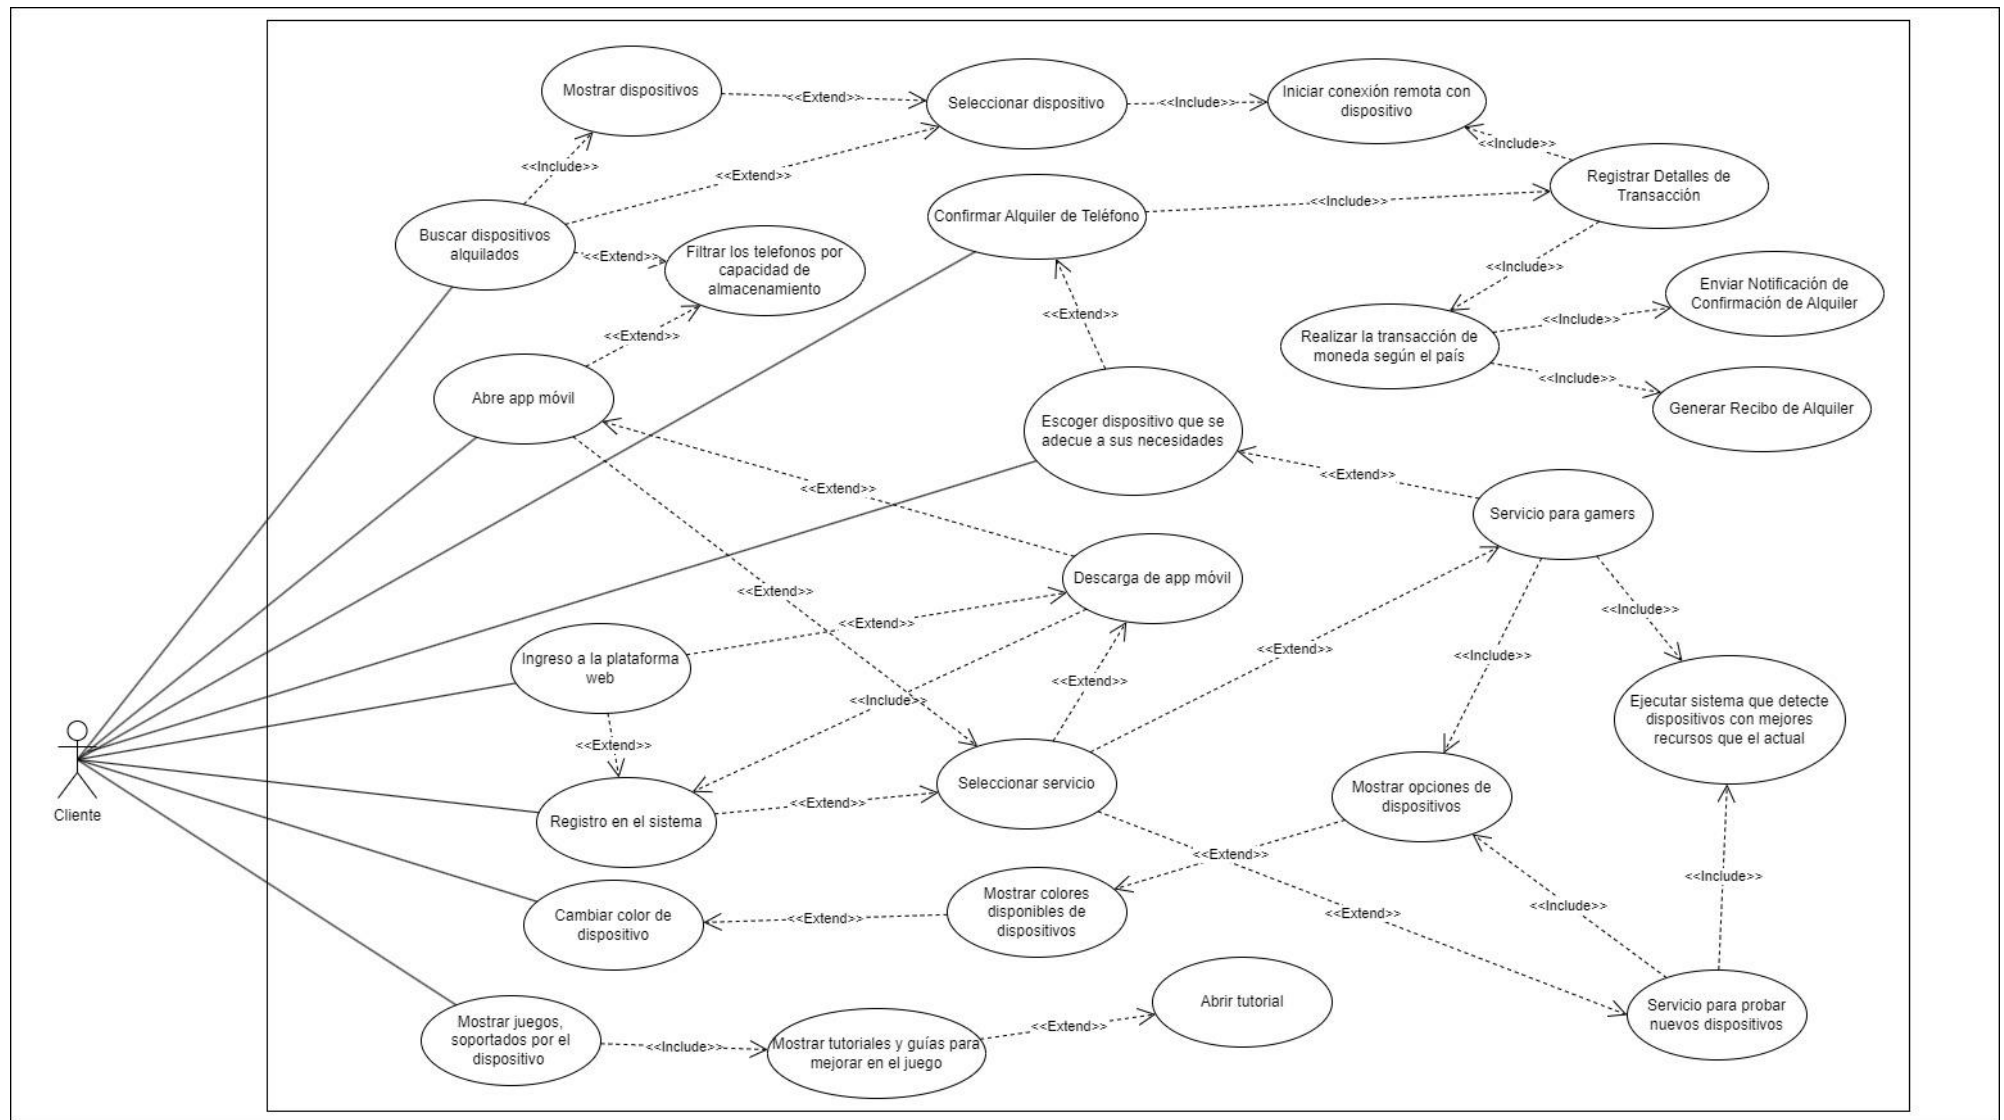 Mostrar dispositivos
<<Extend>>
Seleccionar dispositivo
<<Include>>
Iniciar conexión remota con
dispositivo
<<Include>>
<<Include>>
<<Extend>>
Registrar Detalles de
Transacción
Buscar dispositivos
alquilados
<<Extend>>
Filtrar los telefonos por
capacidad de
almacenamiento
Confirmar Alquiler de Teléfono
<<Include>>
<<Include>>
Enviar Notificación de
Confirmación de Alquiler
<<Extend>>
<<Extend>>
Realizar la transacción de
moneda según el país
<<Include>>
<<Include>>
Generar Recibo de Alquiler
Abre app móvil
Escoger dispositivo que se
adecue a sus necesidades
<<Extend>>
<<Extend>>
Servicio para gamers
Descarga de app móvil
<<Extend>>
<<Extend>>
<<Include>>
Ingreso a la plataforma
web
<<Extend>>
<<Include>>
<<Extend>>
<<Include>>
Ejecutar sistema que detecte
dispositivos con mejores
recursos que el actual
<<Extend>>
Seleccionar servicio
Mostrar opciones de
dispositivos
Cliente
Registro en el sistema
<<Extend>>
<<Extend>>
<<Include>>
Cambiar color de
dispositivo
<<Extend>>
Mostrar colores
disponibles de
dispositivos
<<Extend>>
<<Include>>
Mostrar juegos,
soportados por el
dispositivo
<<Include>>
Mostrar tutoriales y guías para
mejorar en el juego
<<Extend>>
Abrir tutorial
Servicio para probar
nuevos dispositivos